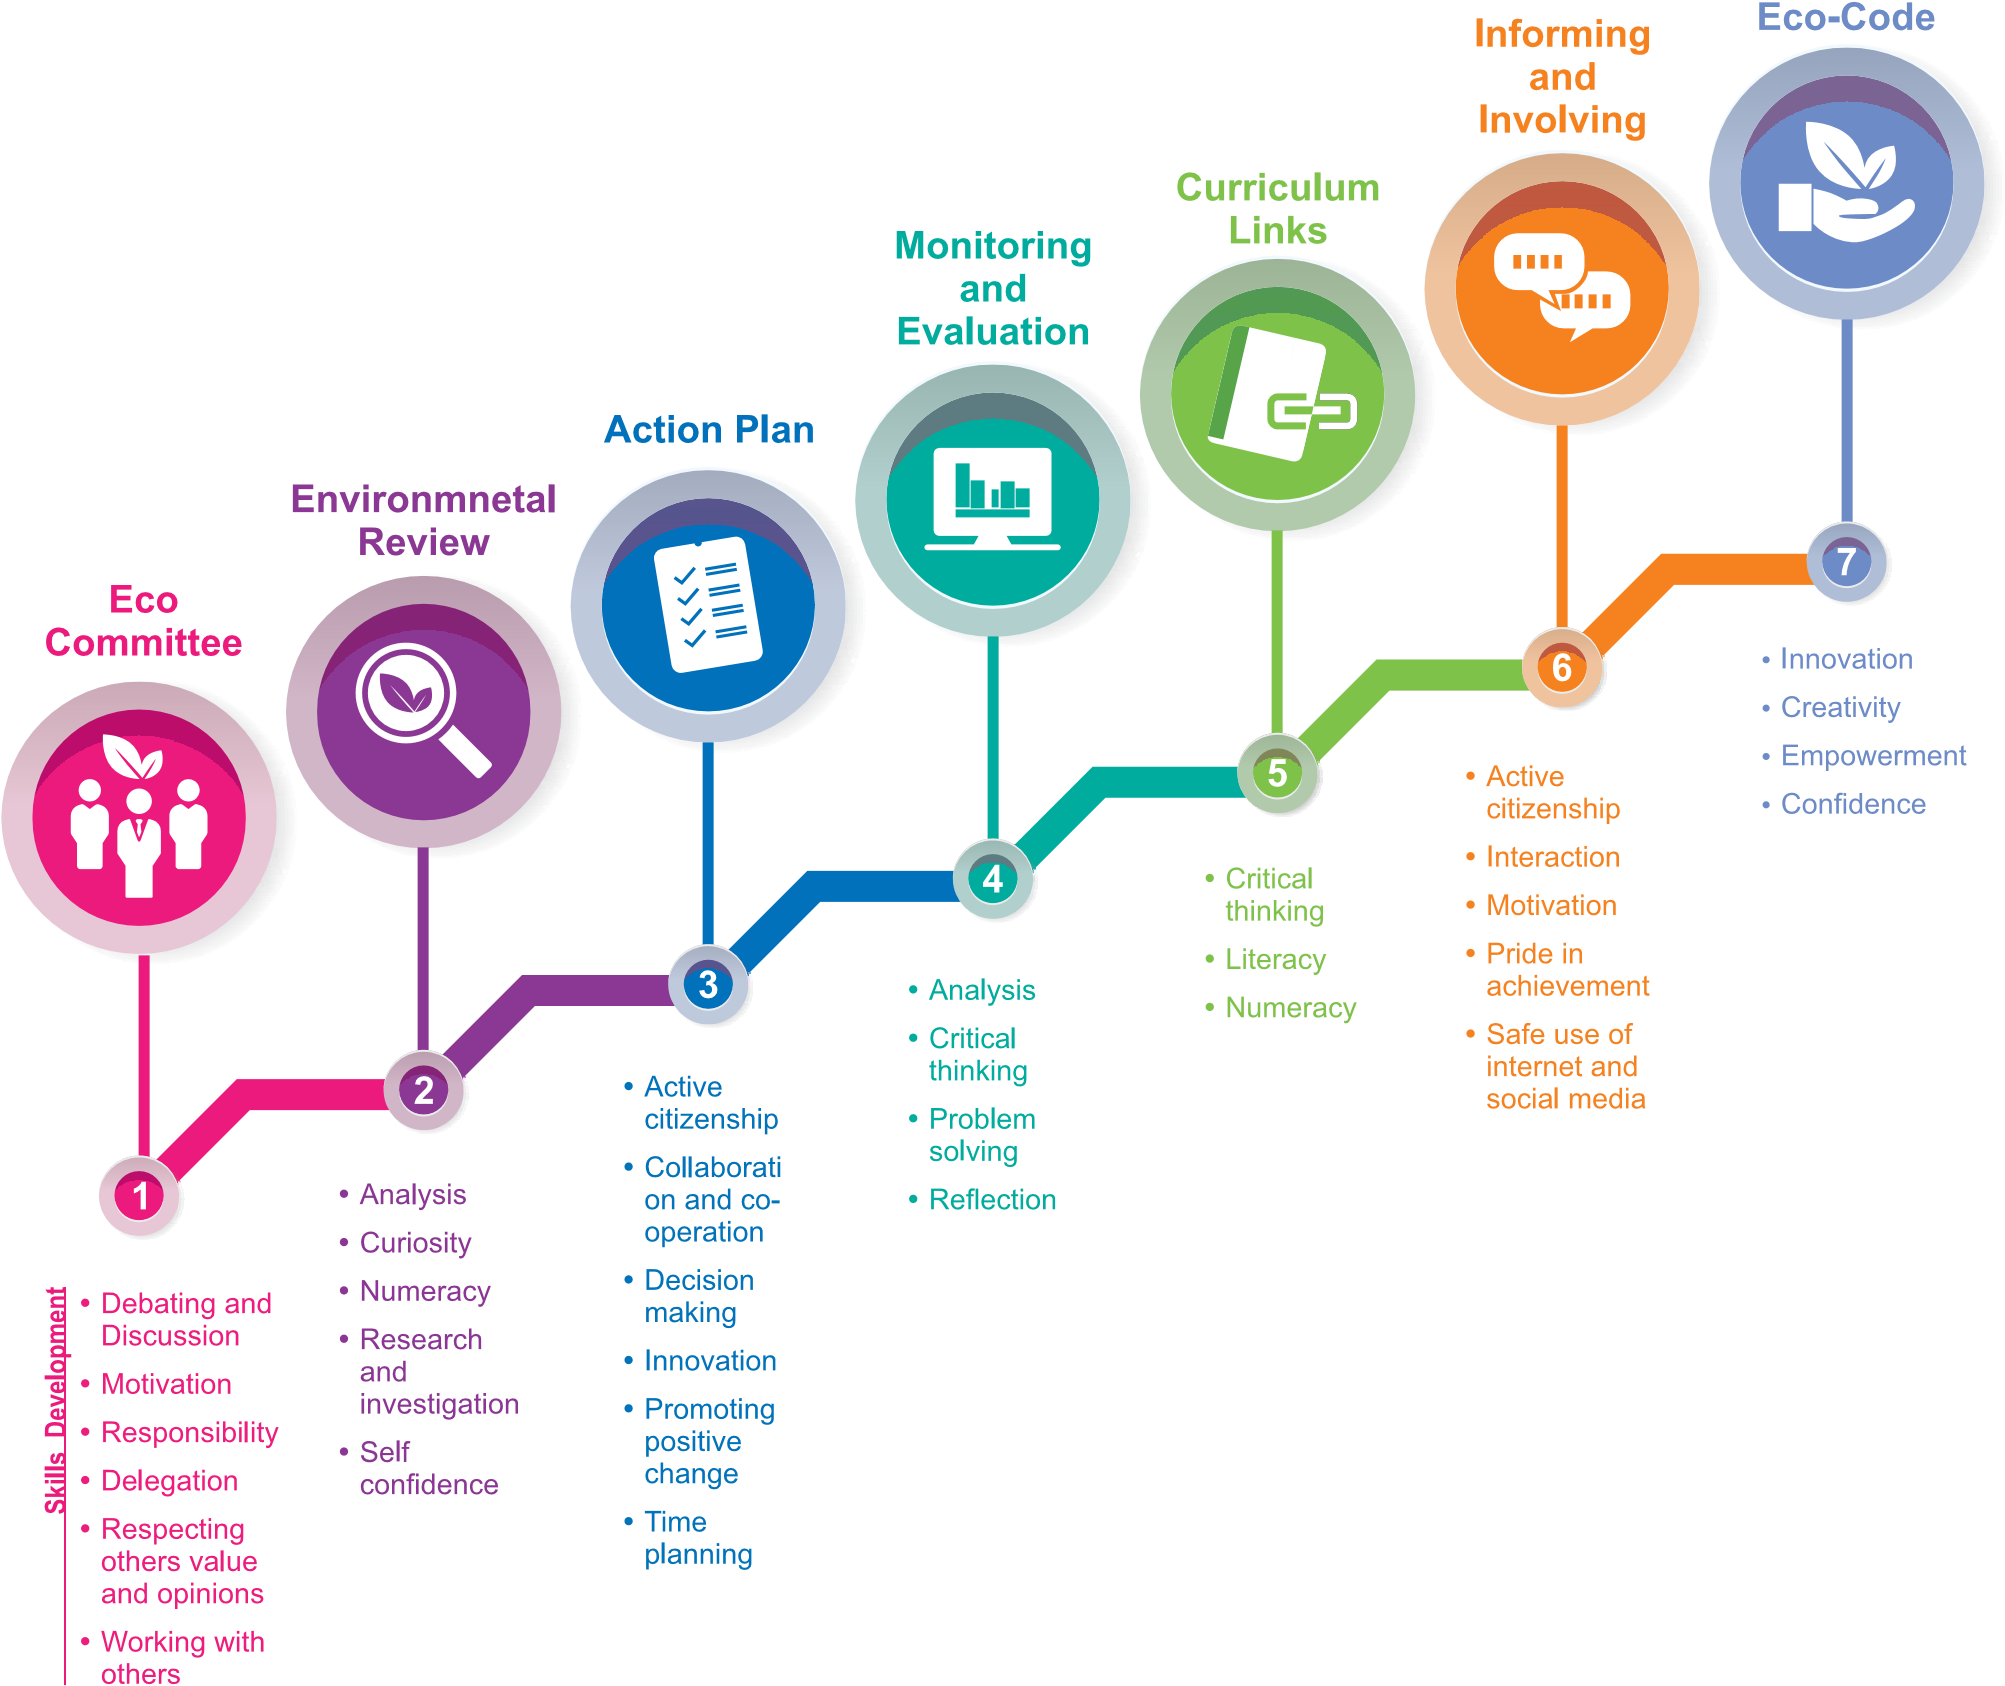 Eco
Committee
1
Skills Development
• Debating and
Discussion
• Motivation
• Responsibility
• Delegation
• Respecting
others value
and opinions
• Working with
others
Environmnetal
Review
2
• Analysis
• Curiosity
• Numeracy
• Research
and
investigation
• Self
confidence
Action Plan
3
• Active
citizenship
• Collaborati
on and co-
operation
• Decision
making
• Innovation
• Promoting
positive
change
• Time
planning
Monitoring
and
Evaluation
4
• Analysis
• Critical
thinking
• Problem
solving
• Reflection
Curriculum
Links
5
• Critical
thinking
• Literacy
• Numeracy
Informing
and
Involving
6
• Active
citizenship
• Interaction
• Motivation
• Pride in
achievement
• Safe use of
internet and
social media
Eco-Code
7
• Innovation
• Creativity
• Empowerment
• Confidence